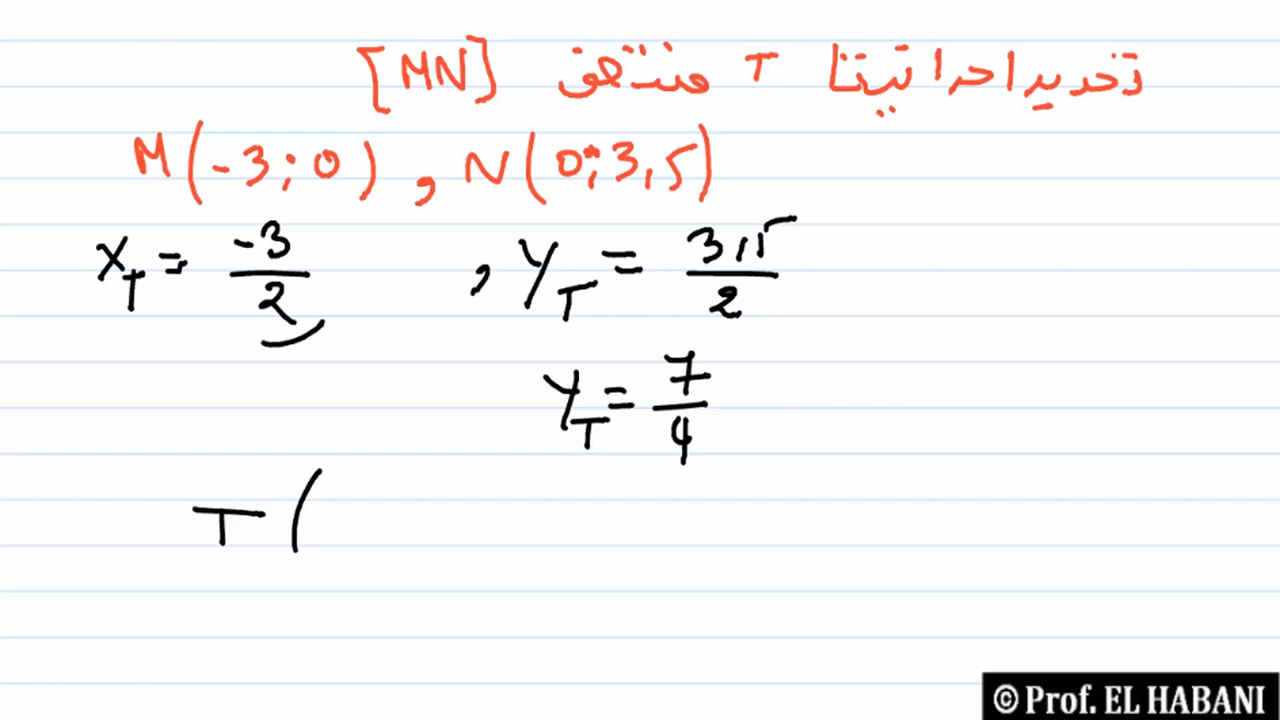 تحديد احداثيتا T منتصف [MN]
M(-3;0), N(0;3,5)
X_T = -3/2 , Y_T = 3,5/2
Y_T = 7/4
T (
© Prof. EL HABANI